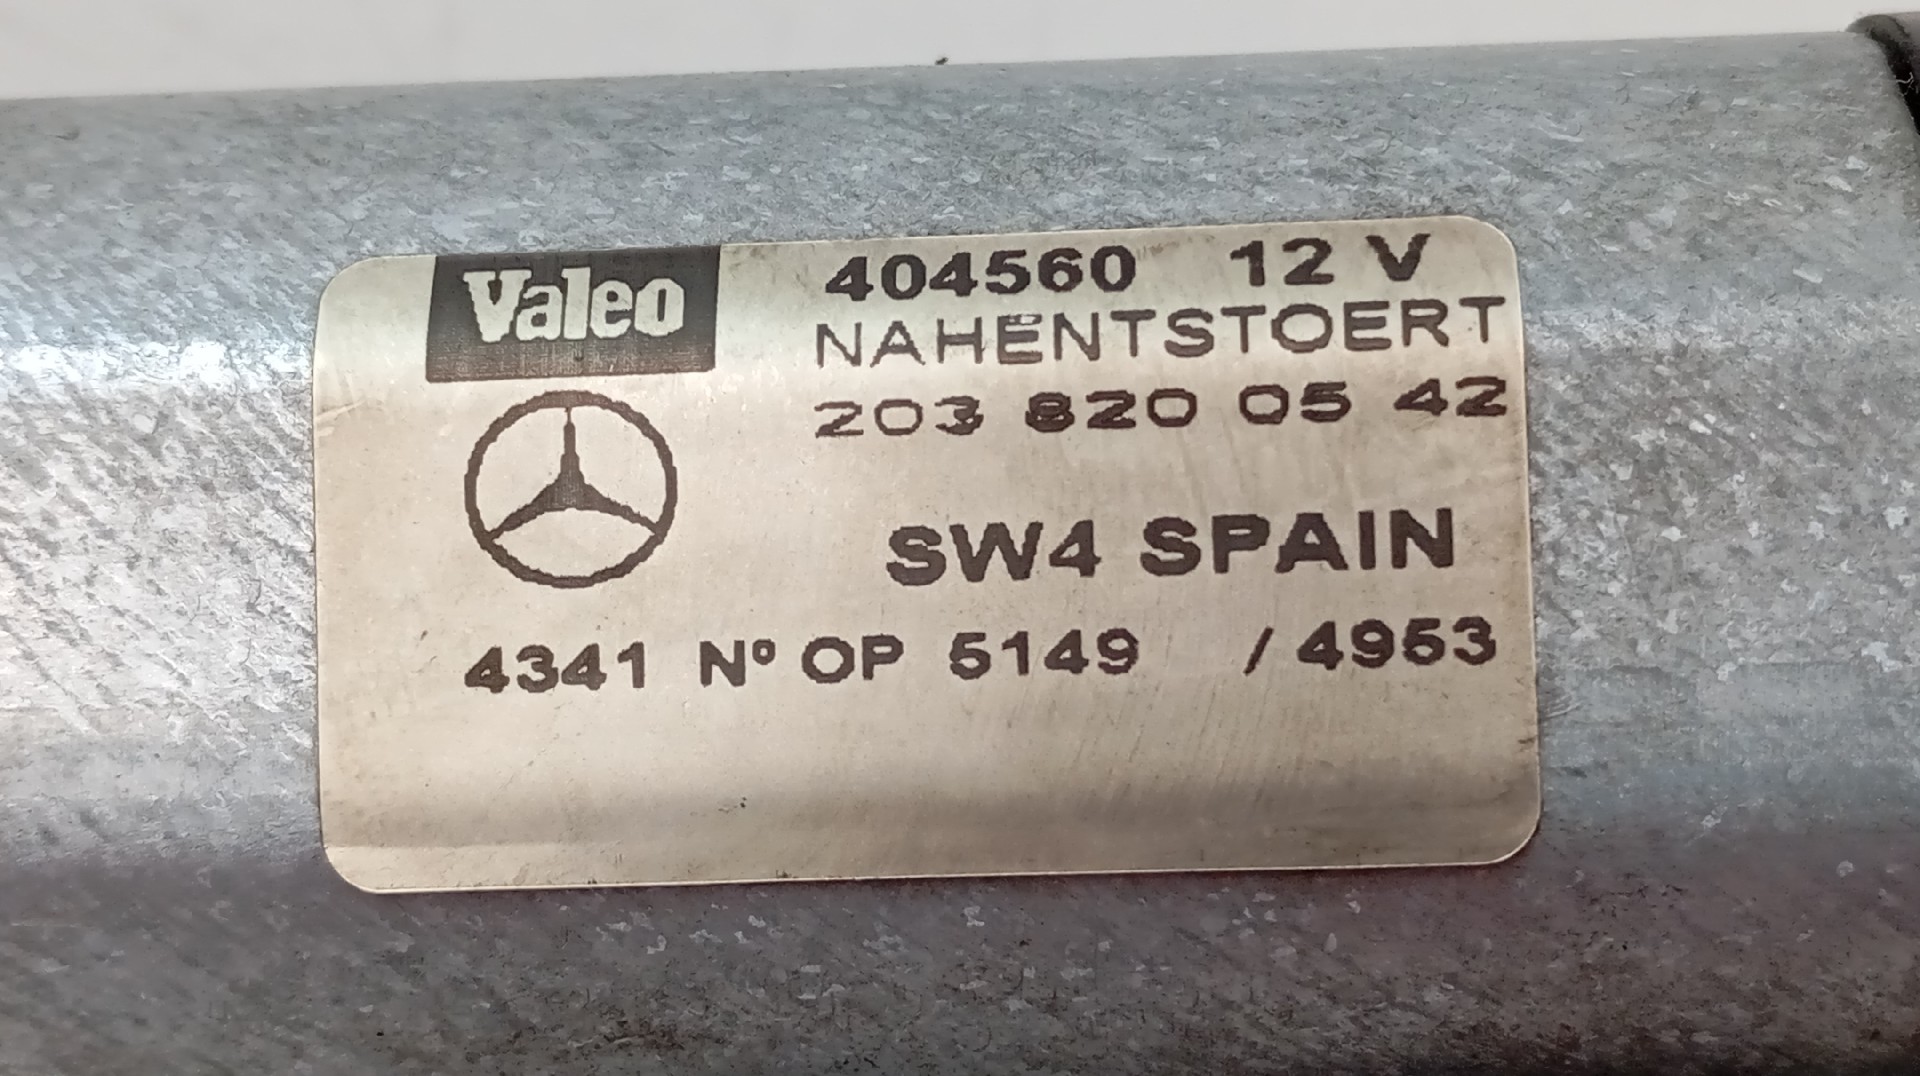 Valeo 404560 12 V
NAHENTSTOERT
203 820 05 42
SW4 SPAIN
4341 Nº OP 5149 / 4953